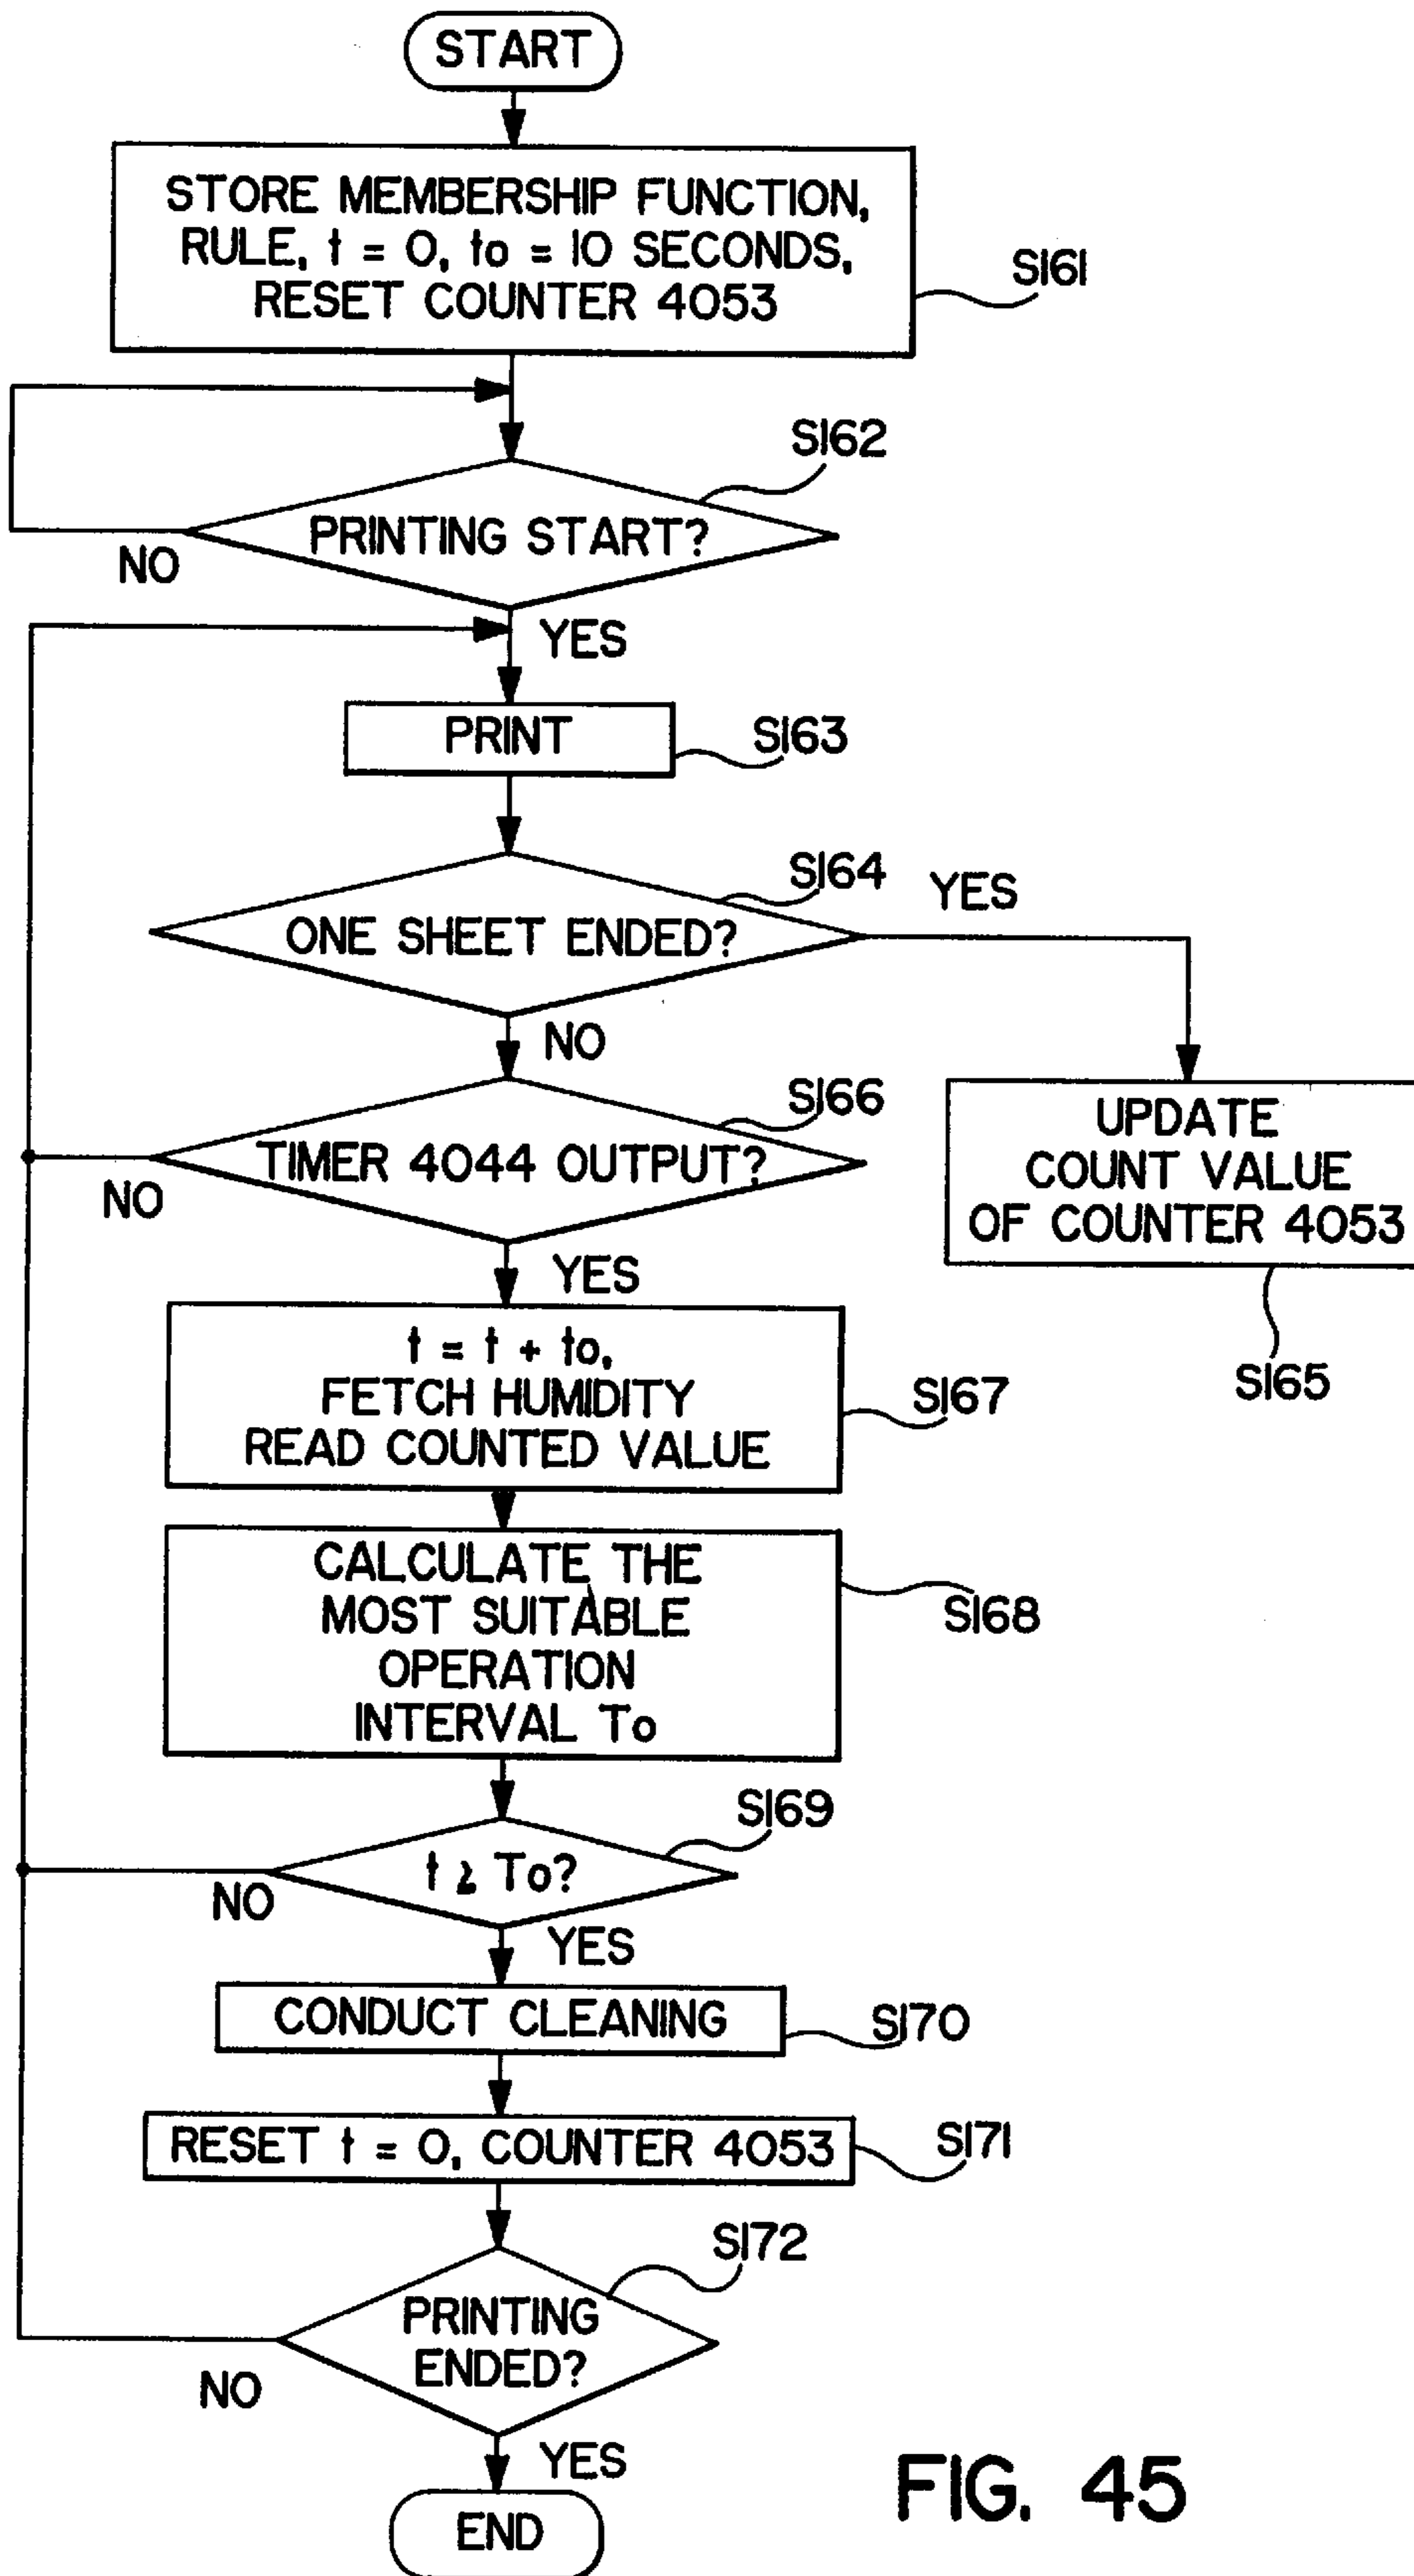 START
STORE MEMBERSHIP FUNCTION,
RULE, t = 0, to = 10 SECONDS,
RESET COUNTER 4053
S161
S162
PRINTING START?
NO
YES
PRINT
S163
S164
YES
ONE SHEET ENDED?
NO
S166
TIMER 4044 OUTPUT?
NO
UPDATE
COUNT VALUE
OF COUNTER 4053
S165
YES
t = t + to,
FETCH HUMIDITY
READ COUNTED VALUE
S167
CALCULATE THE
MOST SUITABLE
OPERATION
INTERVAL To
S168
S169
t ≥ To?
NO
YES
CONDUCT CLEANING
S170
RESET t = 0, COUNTER 4053
S171
S172
PRINTING
ENDED?
NO
YES
END
FIG. 45